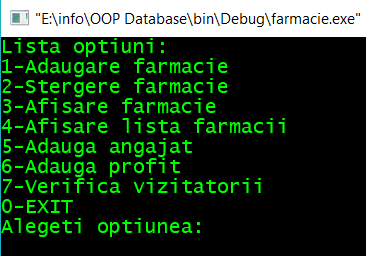 "E:\info\OOP Database\bin\Debug\farmacie.exe"
Lista optiuni:
1-Adaugare farmacie
2-Stergere farmacie
3-Afisare farmacie
4-Afisare lista farmacii
5-Adauga angajat
6-Adauga profit
7-Verifica vizitatorii
0-EXIT
Alegeti optiunea: